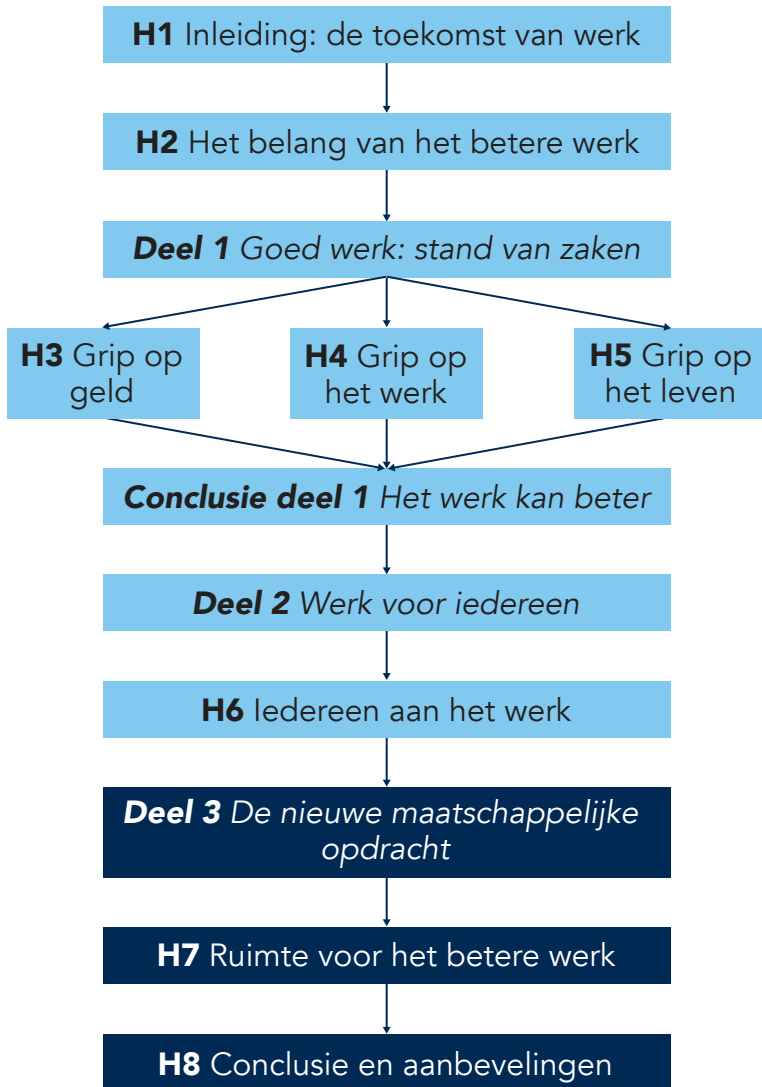 H1 Inleiding: de toekomst van werk
H2 Het belang van het betere werk
Deel 1 Goed werk: stand van zaken
H3 Grip op
geld
H4 Grip op
het werk
H5 Grip op
het leven
Conclusie deel 1 Het werk kan beter
Deel 2 Werk voor iedereen
H6 Iedereen aan het werk
Deel 3 De nieuwe maatschappelijke
opdracht
H7 Ruimte voor het betere werk
H8 Conclusie en aanbevelingen